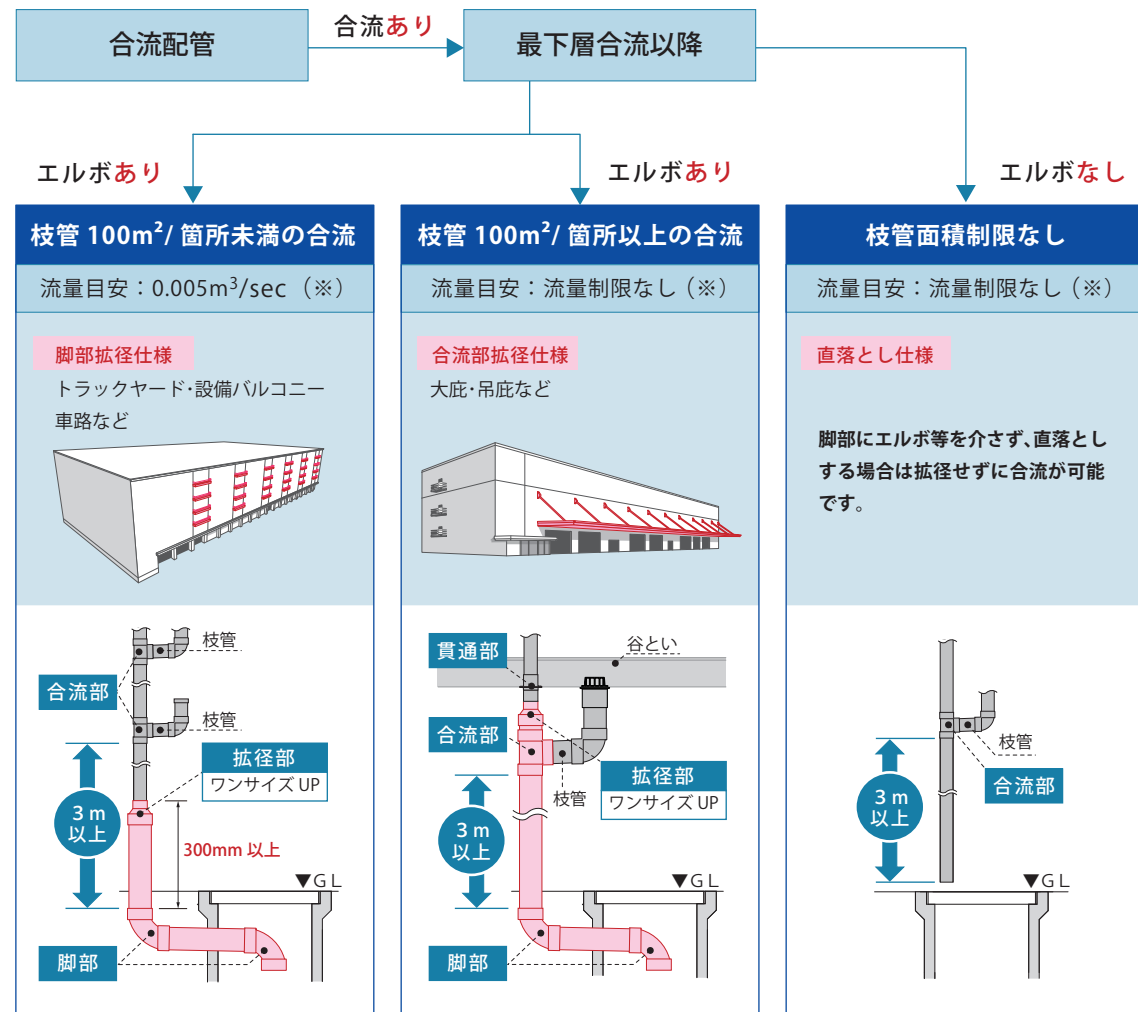 合流配管
合流あり
最下層合流以降
エルボあり
エルボあり
エルボなし
枝管 100m²/ 箇所未満の合流
流量目安：0.005m³/sec （※）
脚部拡径仕様
トラックヤード・設備バルコニー
車路など
枝管
合流部
枝管
拡径部
ワンサイズ UP
3 m
以上
300mm 以上
▼G L
脚部
枝管 100m²/ 箇所以上の合流
流量目安：流量制限なし（※）
合流部拡径仕様
大庇・吊庇など
貫通部
谷とい
合流部
拡径部
ワンサイズ UP
枝管
3 m
以上
▼G L
脚部
枝管面積制限なし
流量目安：流量制限なし（※）
直落とし仕様
脚部にエルボ等を介さず、直落とし
する場合は拡径せずに合流が可能
です。
枝管
合流部
3 m
以上
▼G L